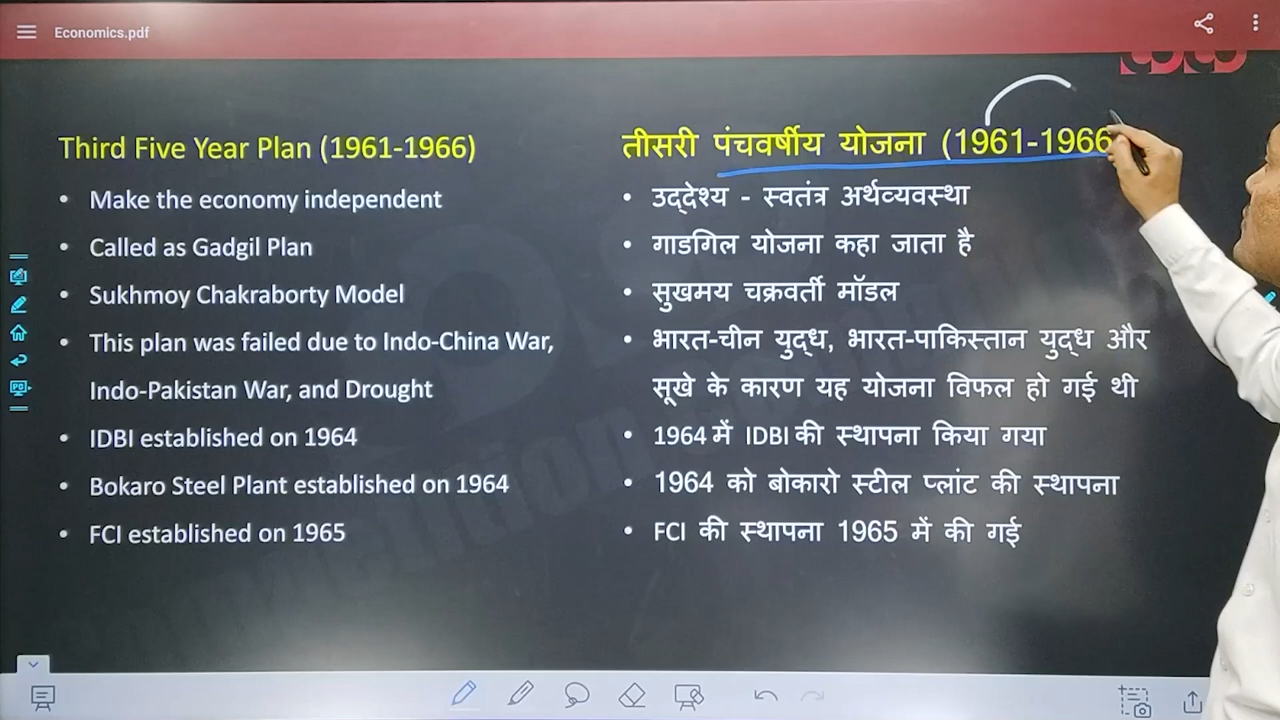 Economics.pdf
Third Five Year Plan (1961-1966)
• Make the economy independent
• Called as Gadgil Plan
• Sukhmoy Chakraborty Model
• This plan was failed due to Indo-China War,
Indo-Pakistan War, and Drought
• IDBI established on 1964
• Bokaro Steel Plant established on 1964
• FCI established on 1965
तीसरी पंचवर्षीय योजना (1961-1966
• उद्देश्य - स्वतंत्र अर्थव्यवस्था
• गाडगिल योजना कहा जाता है
• सुखमय चक्रवर्ती मॉडल
• भारत-चीन युद्ध, भारत-पाकिस्तान युद्ध और
सूखे के कारण यह योजना विफल हो गई थी
• 1964 में IDBI की स्थापना किया गया
• 1964 को बोकारो स्टील प्लांट की स्थापना
• FCI की स्थापना 1965 में की गई